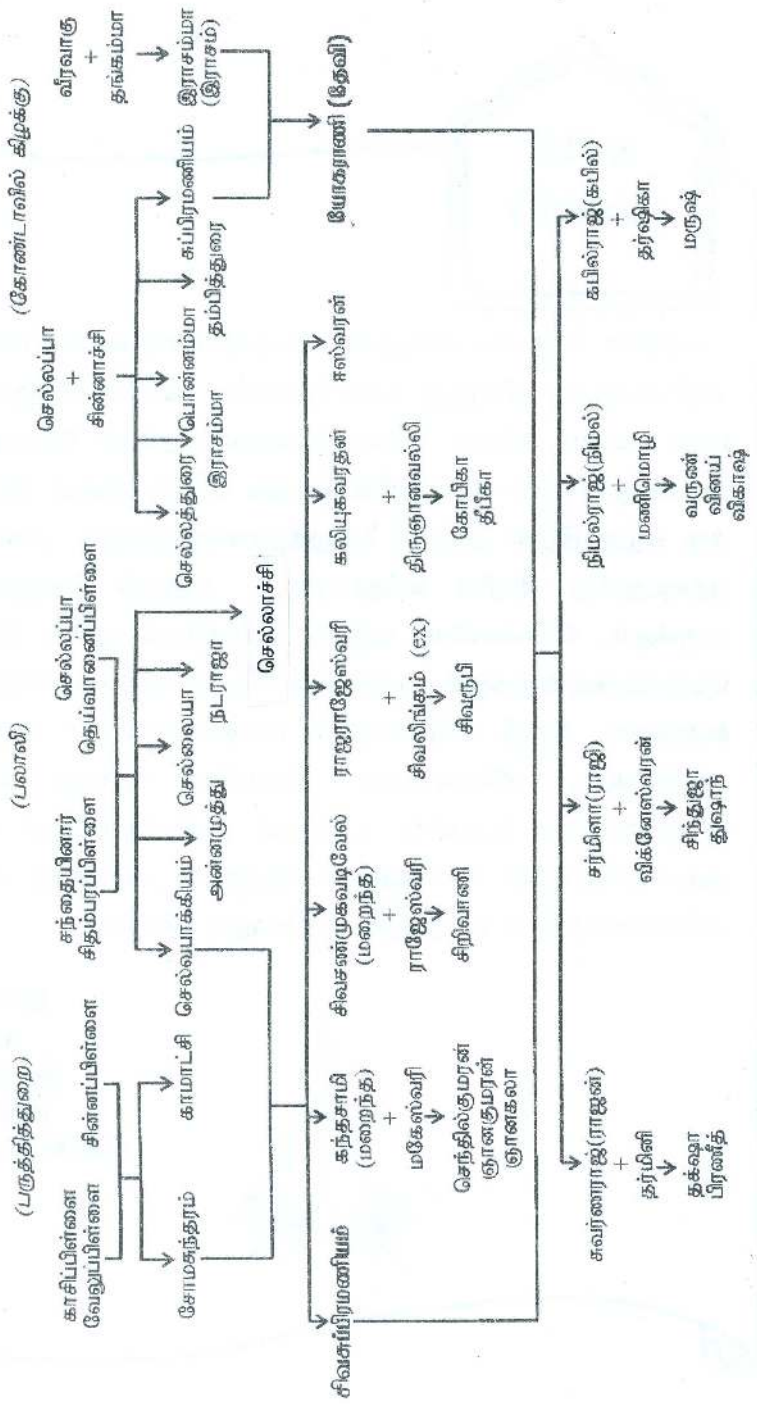 (பருத்தித்துறை)
(பலாலி)
(கோண்டாவில் கிழக்கு)
காசிப்பிள்ளை
வேலுப்பிள்ளை
சின்னப்பிள்ளை
சந்தையினார்
சிதம்பரப்பிள்ளை
செல்லப்பா
தெய்வானைப்பிள்ளை
செல்லப்பா
+
சின்னாச்சி
வீரவாகு
+
தங்கம்மா
சோமசுந்தரம்
காமாட்சி
செல்வபாக்கியம்
அன்னமுத்து
செல்லையா
நடராஜா
செல்லாச்சி
செல்லத்துரை
இராசம்மா
பொன்னம்மா
தம்பித்துரை
சுப்பிரமணியம்
இராசம்மா
(இராசம்)
சிவசுப்பிரமணியம்
கந்தசாமி
(மறைந்த)
+
மகேஸ்வரி
செந்தில்குமரன்
ஞானகுமரன்
ஞானகலா
சிவசண்முகவடிவேல்
(மறைந்த)
+
ராஜேஸ்வரி
சிறிவாணி
ராஜராஜேஸ்வரி
+
சிவலிங்கம் (ex)
சிவரூபி
கலியுகவரதன்
+
திருஞானவல்லி
கோபிகா
தீபீகா
ஈஸ்வரன்
யோகராணி (தேவி)
சுவர்ணராஜ்(ராஜன்)
+
தர்மினி
தக்ஷா
பிரணீத்
சர்மிளா(ராஜி)
+
விக்னேஸ்வரன்
சிந்துஜா
துஷாந்
நிமல்ராஜ்(நிமல்)
+
மணிமொழி
வருண்
வினய்
விகாஷ்
கபில்ராஜ்(கபில்)
+
தர்ஷிகா
மருஷ்